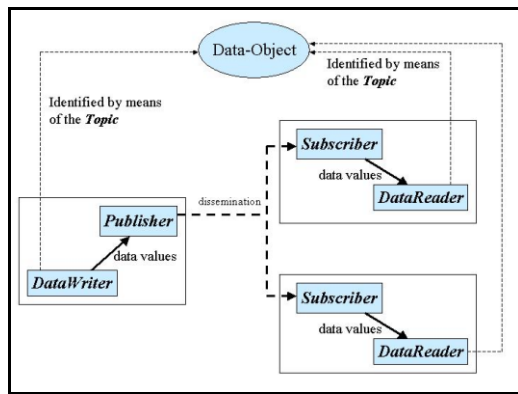 Data-Object
Identified by means
of the Topic
Identified by means
of the Topic
Subscriber
data values
DataReader
dissemination
Publisher
data values
DataWriter
Subscriber
data values
DataReader